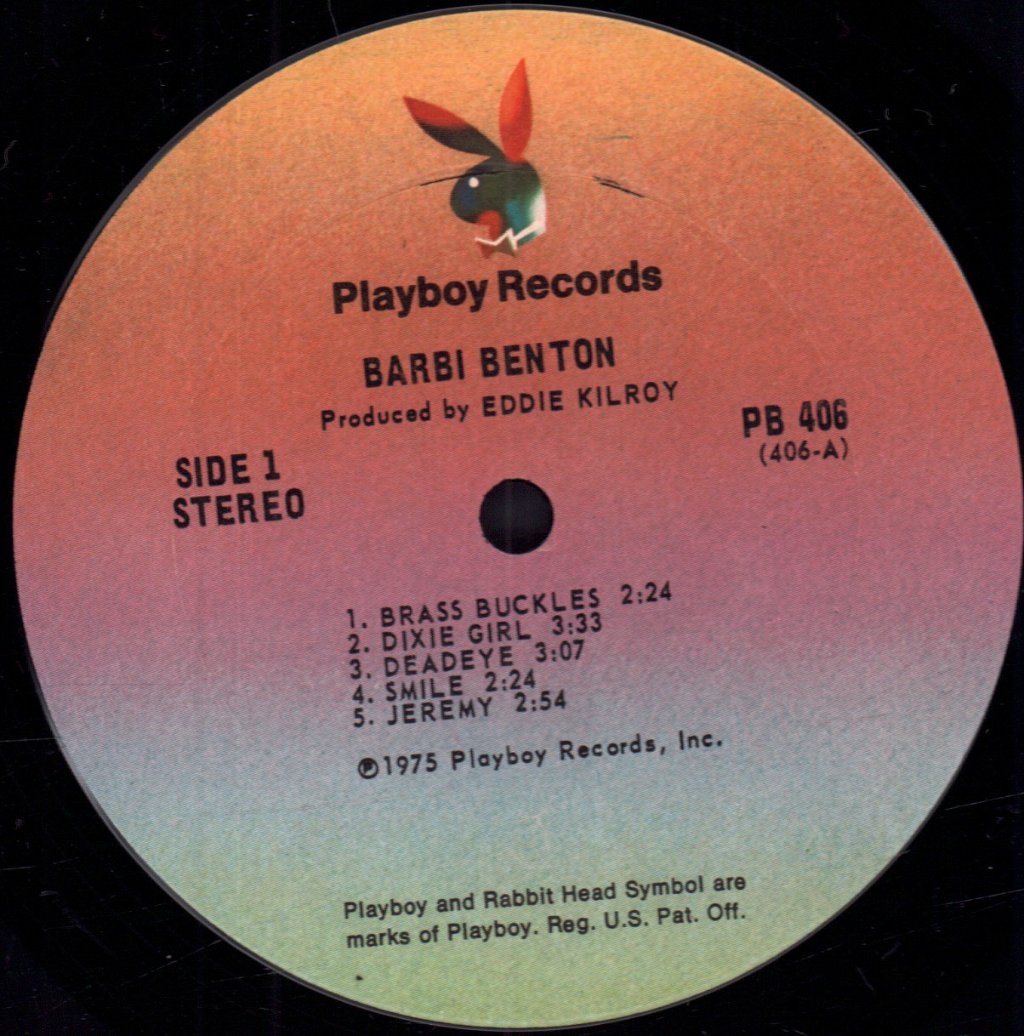 Playboy Records
BARBI BENTON
Produced by EDDIE KILROY
SIDE 1
STEREO
PB 406
(406-A)
1. BRASS BUCKLES 2:24
2. DIXIE GIRL 3:33
3. DEADEYE 3:07
4. SMILE 2:24
5. JEREMY 2:54
℗1975 Playboy Records, Inc.
Playboy and Rabbit Head Symbol are
marks of Playboy. Reg. U.S. Pat. Off.